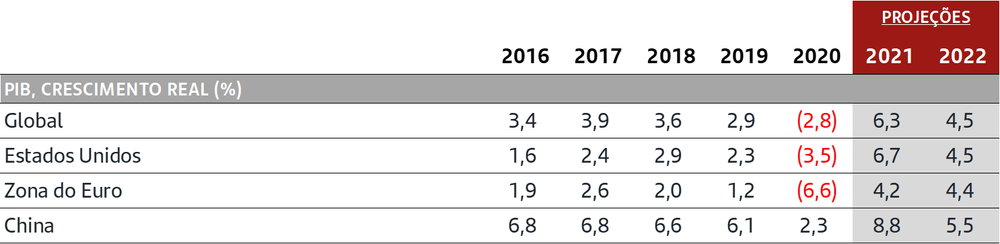 PROJEÇÕES
2016 2017 2018 2019 2020 2021 2022
PIB, CRESCIMENTO REAL (%)
Global 3,4 3,9 3,6 2,9 (2,8) 6,3 4,5
Estados Unidos 1,6 2,4 2,9 2,3 (3,5) 6,7 4,5
Zona do Euro 1,9 2,6 2,0 1,2 (6,6) 4,2 4,4
China 6,8 6,8 6,6 6,1 2,3 8,8 5,5